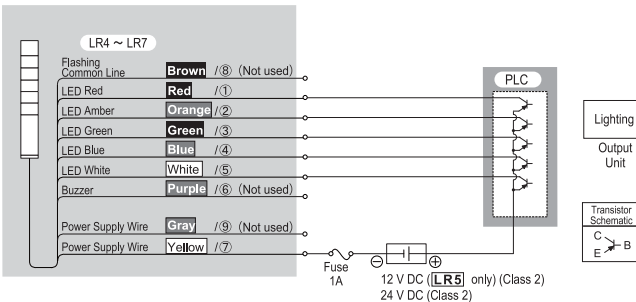 LR4 ~ LR7
Flashing
Common Line Brown /⑧ (Not used)
LED Red Red /①
LED Amber Orange /②
LED Green Green /③
LED Blue Blue /④
LED White White /⑤
Buzzer Purple /⑥ (Not used)
Power Supply Wire Gray /⑨ (Not used)
Power Supply Wire Yellow /⑦
Fuse
1A
⊖ ⊕
12 V DC (LR5 only) (Class 2)
24 V DC (Class 2)
PLC
Lighting
Output
Unit
Transistor
Schematic
C
B
E